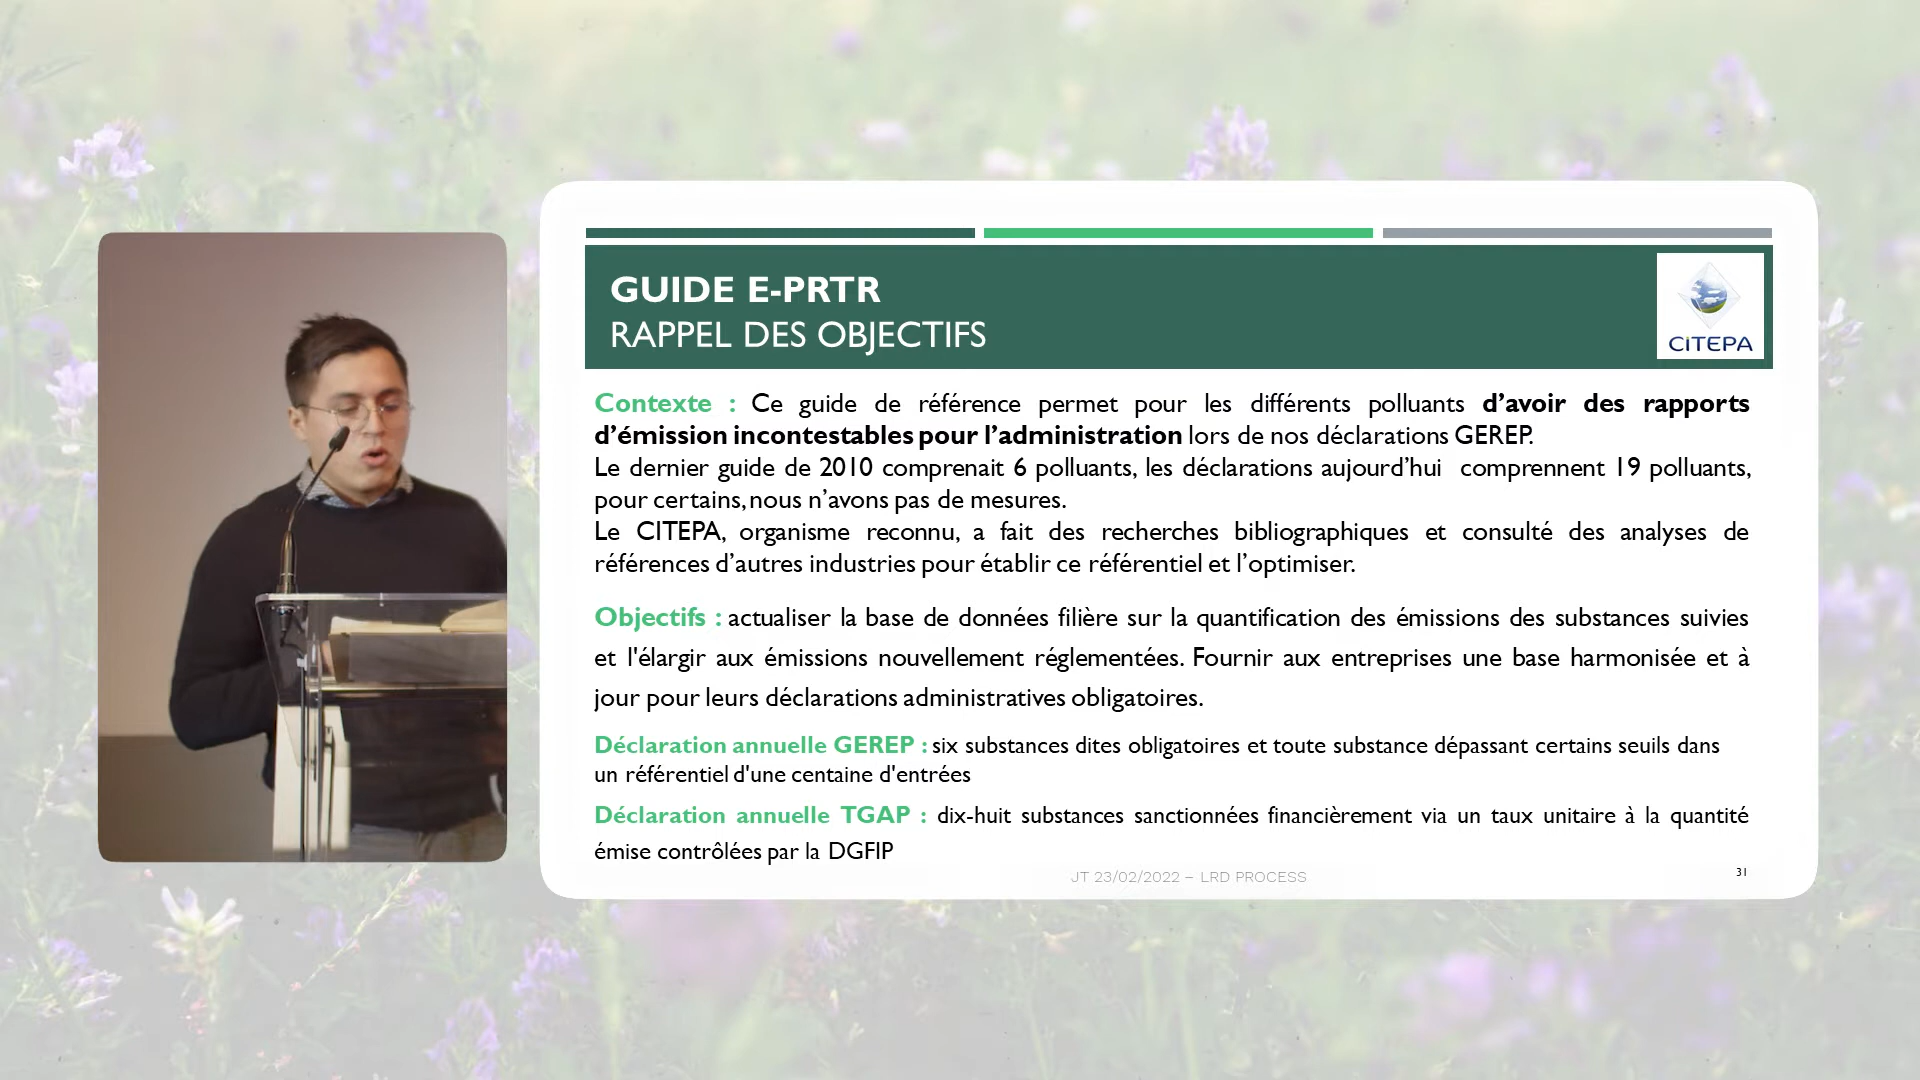 GUIDE E-PRTR
RAPPEL DES OBJECTIFS
CITEPA
Contexte : Ce guide de référence permet pour les différents polluants d’avoir des rapports
d’émission incontestables pour l’administration lors de nos déclarations GEREP.
Le dernier guide de 2010 comprenait 6 polluants, les déclarations aujourd’hui comprennent 19 polluants,
pour certains, nous n’avons pas de mesures.
Le CITEPA, organisme reconnu, a fait des recherches bibliographiques et consulté des analyses de
références d’autres industries pour établir ce référentiel et l’optimiser.
Objectifs : actualiser la base de données filière sur la quantification des émissions des substances suivies
et l'élargir aux émissions nouvellement réglementées. Fournir aux entreprises une base harmonisée et à
jour pour leurs déclarations administratives obligatoires.
Déclaration annuelle GEREP : six substances dites obligatoires et toute substance dépassant certains seuils dans
un référentiel d'une centaine d'entrées
Déclaration annuelle TGAP : dix-huit substances sanctionnées financièrement via un taux unitaire à la quantité
émise contrôlées par la DGFIP
JT 23/02/2022 – LRD PROCESS
31